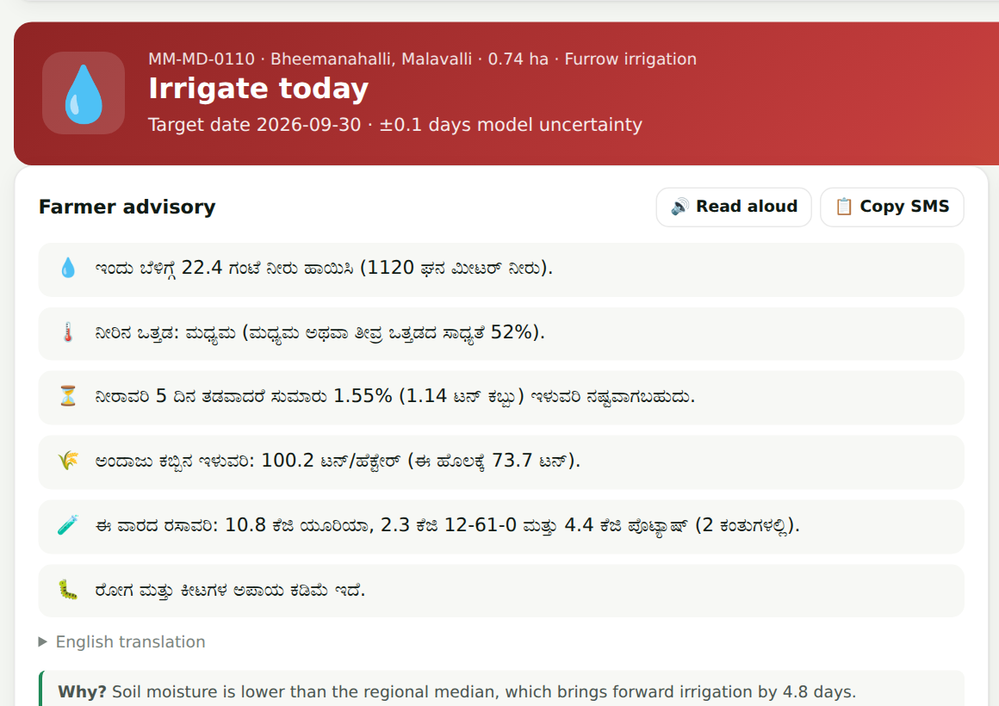 MM-MD-0110 · Bheemanahalli, Malavalli · 0.74 ha · Furrow irrigation
Irrigate today
Target date 2026-09-30 · ±0.1 days model uncertainty
Farmer advisory
Read aloud
Copy SMS
ಇಂದು ಬೆಳಿಗ್ಗೆ 22.4 ಗಂಟೆ ನೀರು ಹಾಯಿಸಿ (1120 ಘನ ಮೀಟರ್ ನೀರು).
ನೀರಿನ ಒತ್ತಡ: ಮಧ್ಯಮ (ಮಧ್ಯಮ ಅಥವಾ ತೀವ್ರ ಒತ್ತಡದ ಸಾಧ್ಯತೆ 52%).
ನೀರಾವರಿ 5 ದಿನ ತಡವಾದರೆ ಸುಮಾರು 1.55% (1.14 ಟನ್ ಕಬ್ಬು) ಇಳುವರಿ ನಷ್ಟವಾಗಬಹುದು.
ಅಂದಾಜು ಕಬ್ಬಿನ ಇಳುವರಿ: 100.2 ಟನ್/ಹೆಕ್ಟೇರ್ (ಈ ಹೊಲಕ್ಕೆ 73.7 ಟನ್).
ಈ ವಾರದ ರಸಾವರಿ: 10.8 ಕೆಜಿ ಯೂರಿಯಾ, 2.3 ಕೆಜಿ 12-61-0 ಮತ್ತು 4.4 ಕೆಜಿ ಪೊಟ್ಯಾಷ್ (2 ಕಂತುಗಳಲ್ಲಿ).
ರೋಗ ಮತ್ತು ಕೀಟಗಳ ಅಪಾಯ ಕಡಿಮೆ ಇದೆ.
English translation
Why? Soil moisture is lower than the regional median, which brings forward irrigation by 4.8 days.